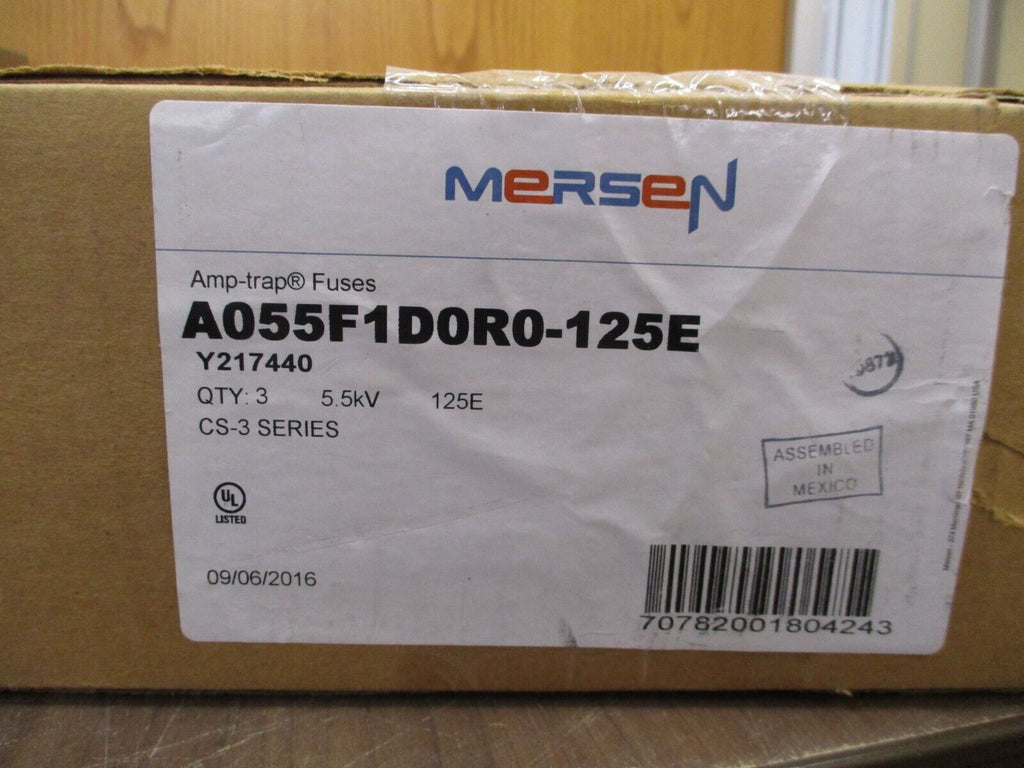 MERSEN
Amp-trap® Fuses
A055F1D0R0-125E
Y217440
QTY: 3 5.5kV 125E
CS-3 SERIES
UL
LISTED
ASSEMBLED
IN
MEXICO
09/06/2016
70782001804243